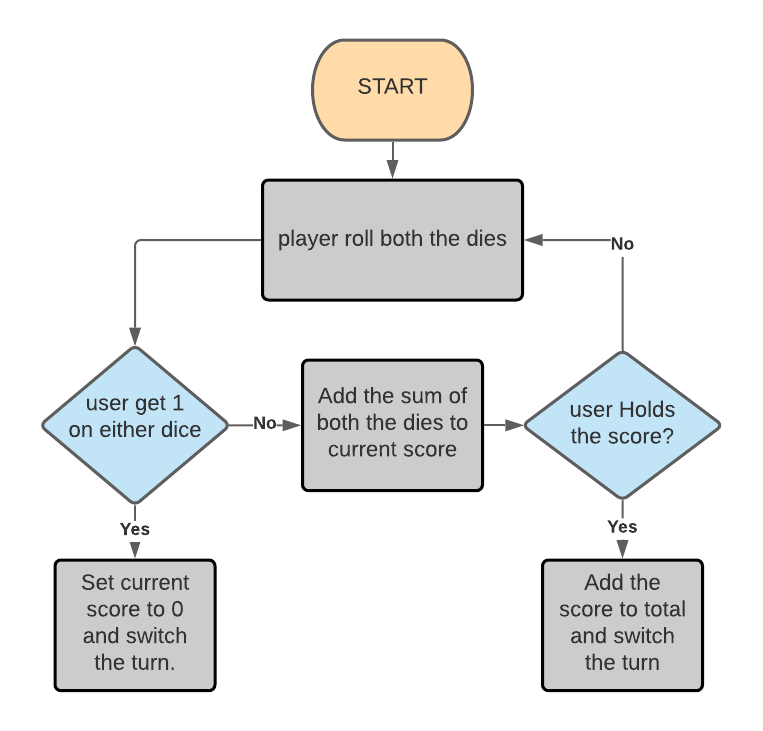 START
player roll both the dies
No
user get 1
on either dice
No
Add the sum of
both the dies to
current score
user Holds
the score?
Yes
Yes
Set current
score to 0
and switch
the turn.
Add the
score to total
and switch
the turn